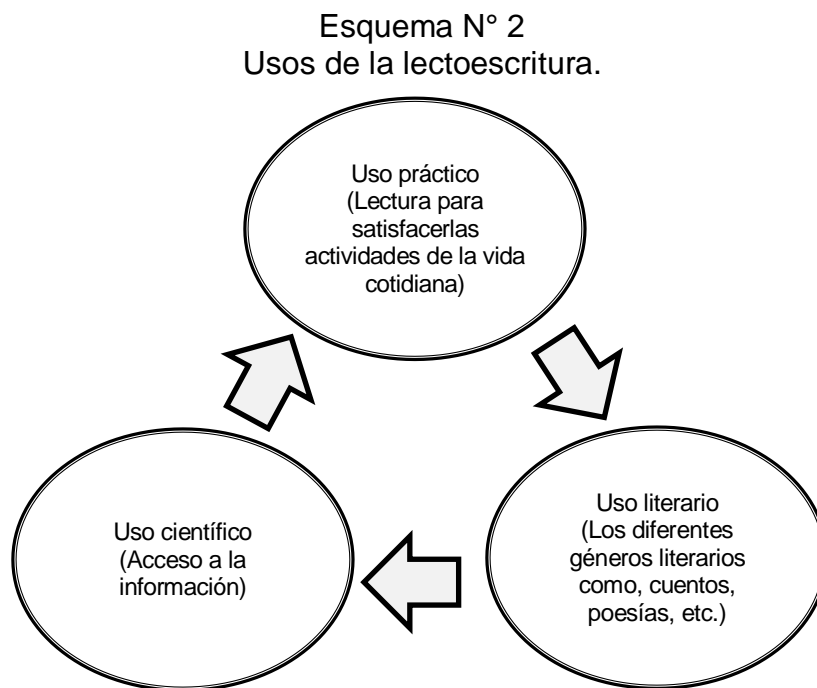 Esquema N° 2
Usos de la lectoescritura.
Uso práctico
(Lectura para
satisfacerlas
actividades de la vida
cotidiana)
Uso literario
(Los diferentes
géneros literarios
como, cuentos,
poesías, etc.)
Uso científico
(Acceso a la
información)